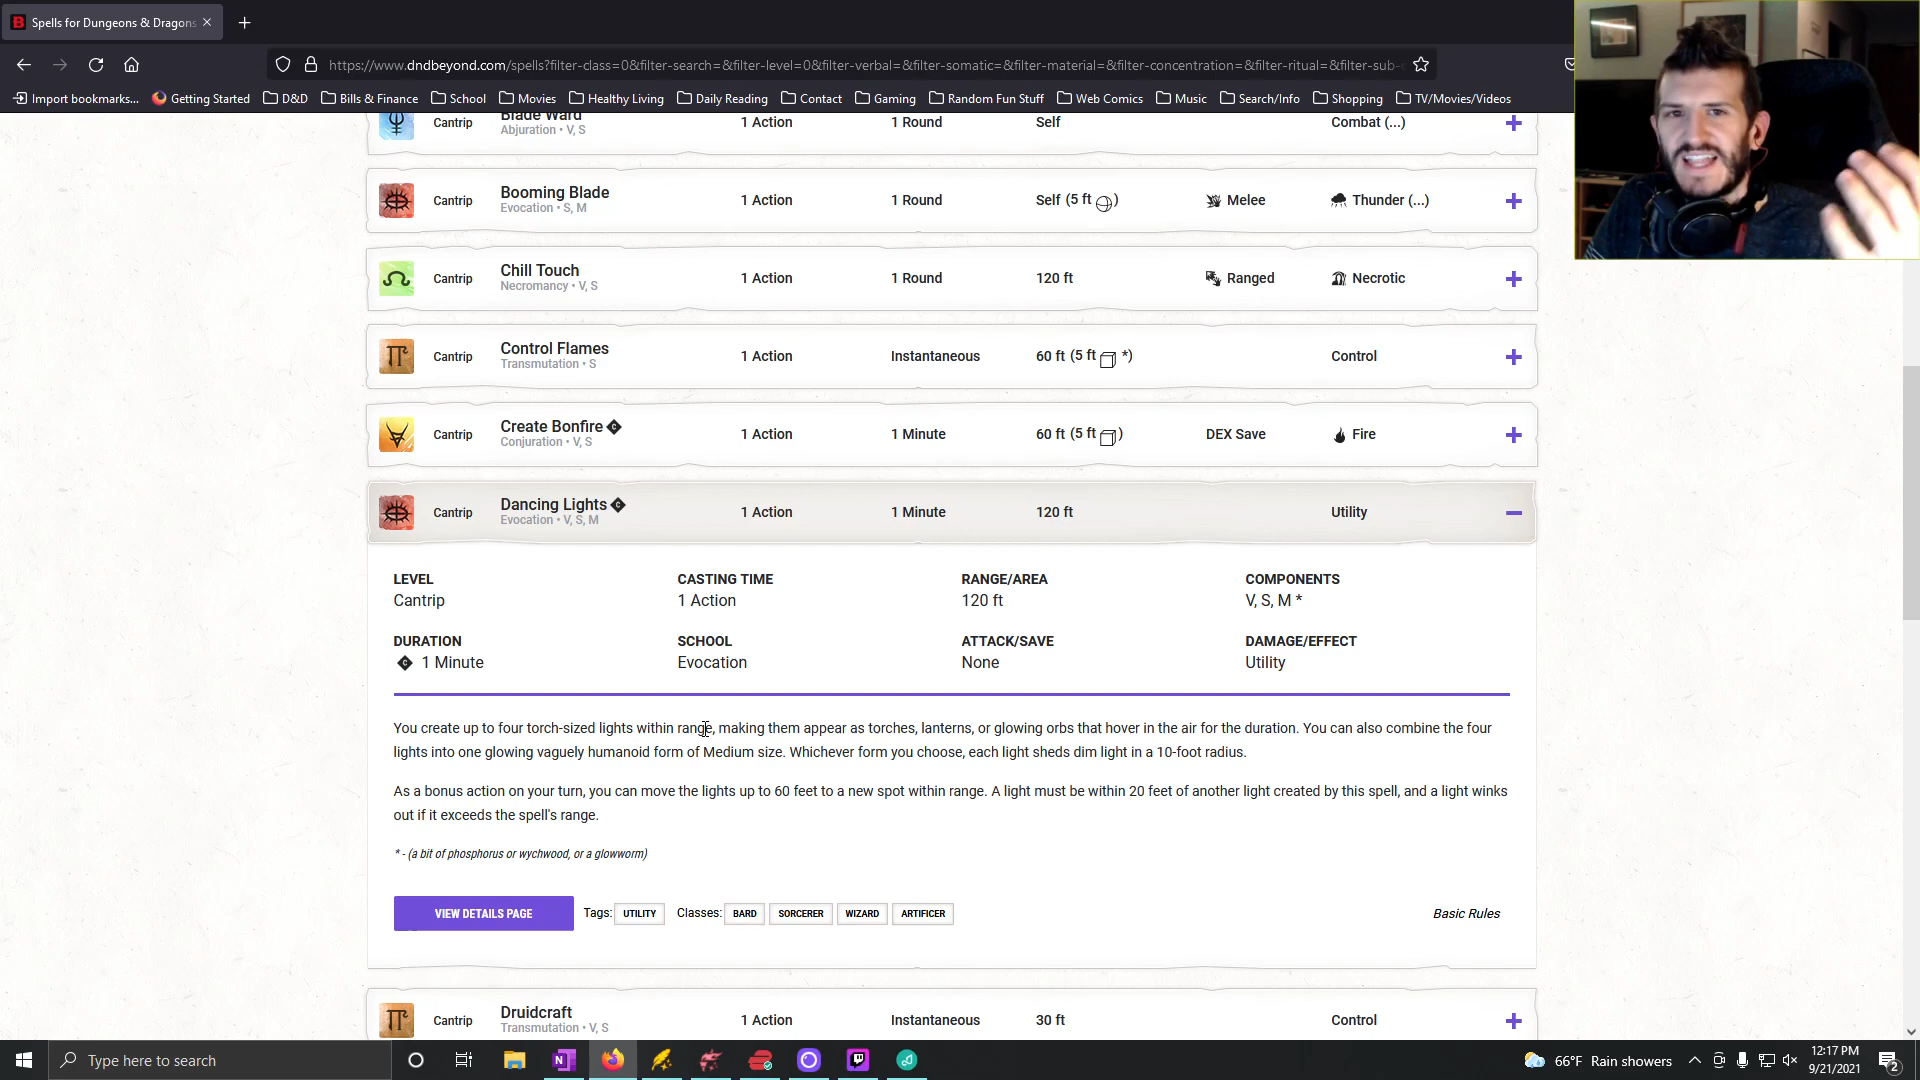 Spells for Dungeons & Dragons
https://www.dndbeyond.com/spells?filter-class=0&filter-search=&filter-level=0&filter-verbal=&filter-somatic=&filter-material=&filter-concentration=&filter-ritual=&filter-sub-
Import bookmarks... Getting Started D&D Bills & Finance School Movies Healthy Living Daily Reading Contact Gaming Random Fun Stuff Web Comics Music Search/Info Shopping TV/Movies/Videos
Cantrip Blade Ward 1 Action 1 Round Self Combat (...)
Abjuration • V, S
Cantrip Booming Blade 1 Action 1 Round Self (5 ft ) Melee Thunder (...)
Evocation • S, M
Cantrip Chill Touch 1 Action 1 Round 120 ft Ranged Necrotic
Necromancy • V, S
Cantrip Control Flames 1 Action Instantaneous 60 ft (5 ft *) Control
Transmutation • S
Cantrip Create Bonfire 1 Action 1 Minute 60 ft (5 ft ) DEX Save Fire
Conjuration • V, S
Cantrip Dancing Lights 1 Action 1 Minute 120 ft Utility
Evocation • V, S, M
LEVEL CASTING TIME RANGE/AREA COMPONENTS
Cantrip 1 Action 120 ft V, S, M *
DURATION SCHOOL ATTACK/SAVE DAMAGE/EFFECT
1 Minute Evocation None Utility
You create up to four torch-sized lights within range, making them appear as torches, lanterns, or glowing orbs that hover in the air for the duration. You can also combine the four
lights into one glowing vaguely humanoid form of Medium size. Whichever form you choose, each light sheds dim light in a 10-foot radius.
As a bonus action on your turn, you can move the lights up to 60 feet to a new spot within range. A light must be within 20 feet of another light created by this spell, and a light winks
out if it exceeds the spell's range.
* - (a bit of phosphorus or wychwood, or a glowworm)
VIEW DETAILS PAGE Tags: UTILITY Classes: BARD SORCERER WIZARD ARTIFICER Basic Rules
Cantrip Druidcraft 1 Action Instantaneous 30 ft Control
Transmutation • V, S
Type here to search 66°F Rain showers 12:17 PM
9/21/2021 2